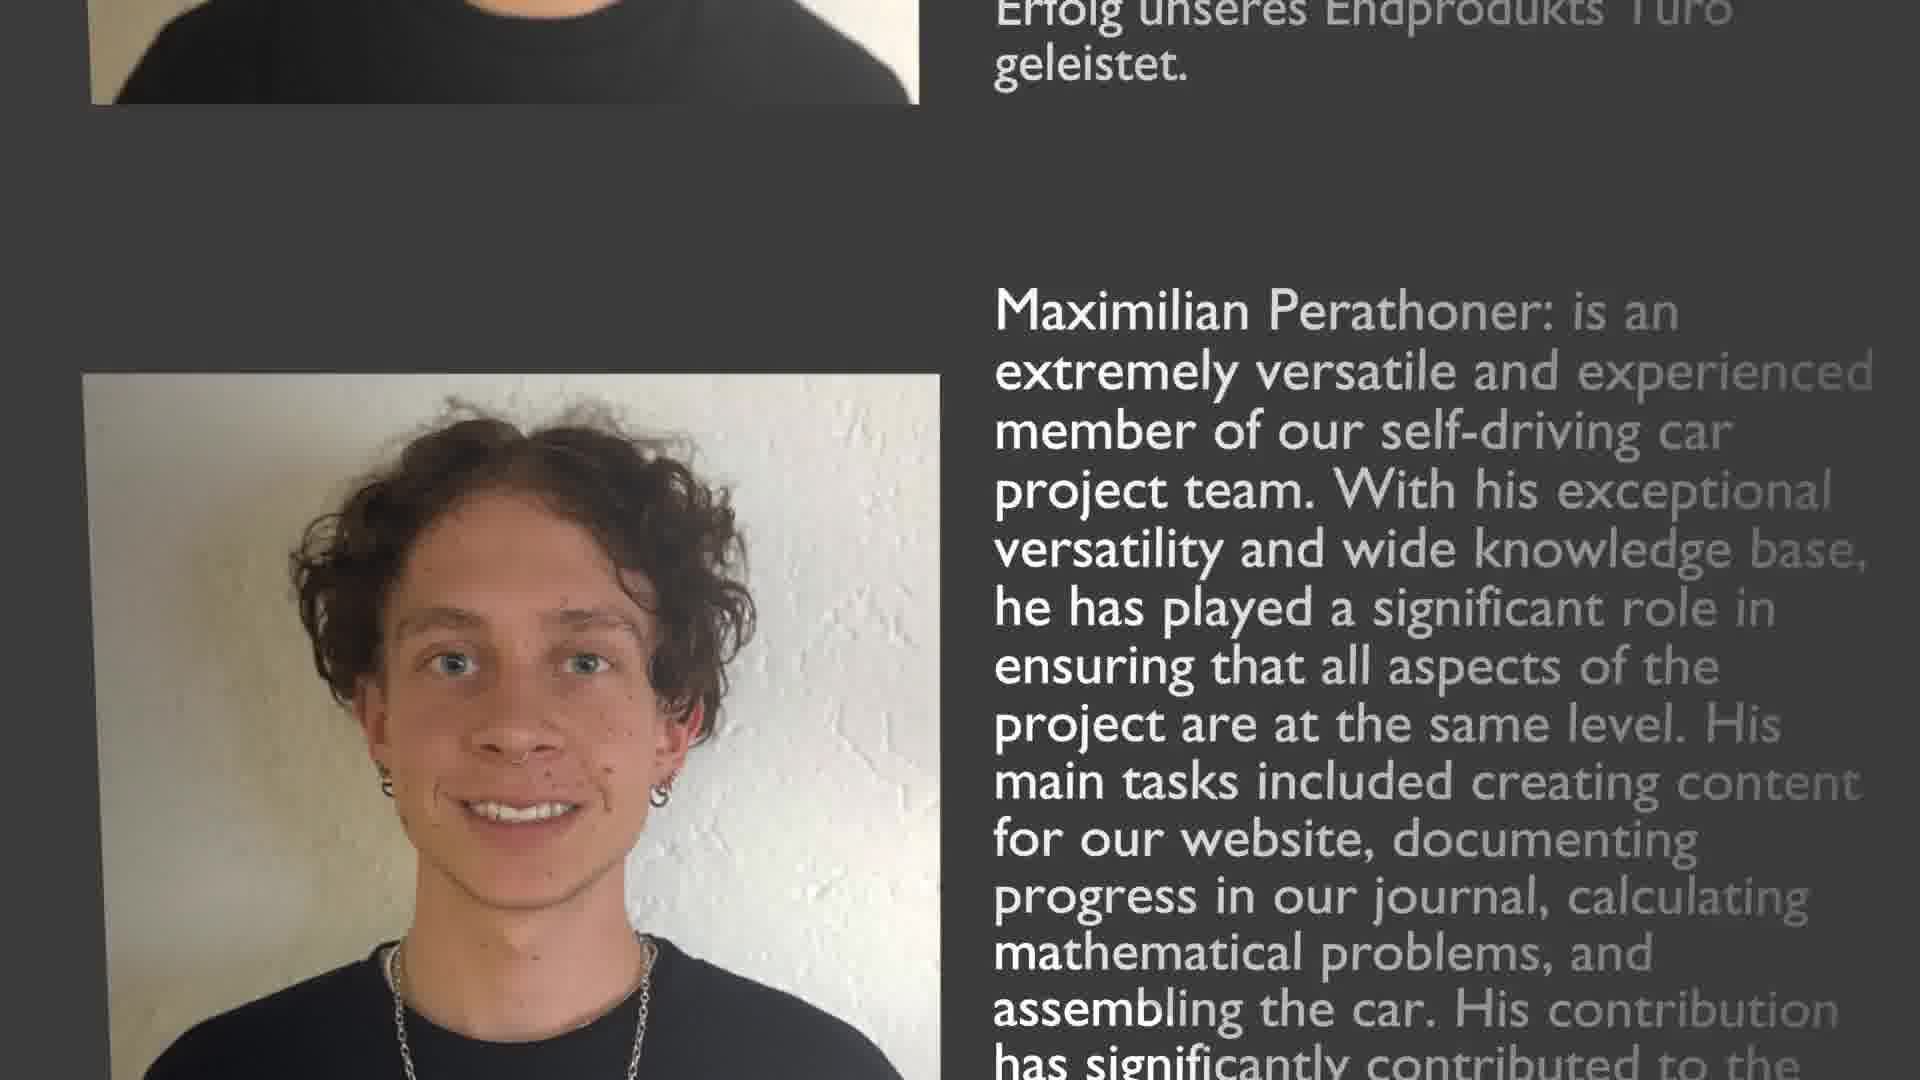 Erfolg unseres Endprodukts Turo
geleistet.
Maximilian Perathoner: is an
extremely versatile and experienced
member of our self-driving car
project team. With his exceptional
versatility and wide knowledge base,
he has played a significant role in
ensuring that all aspects of the
project are at the same level. His
main tasks included creating content
for our website, documenting
progress in our journal, calculating
mathematical problems, and
assembling the car. His contribution
has significantly contributed to the